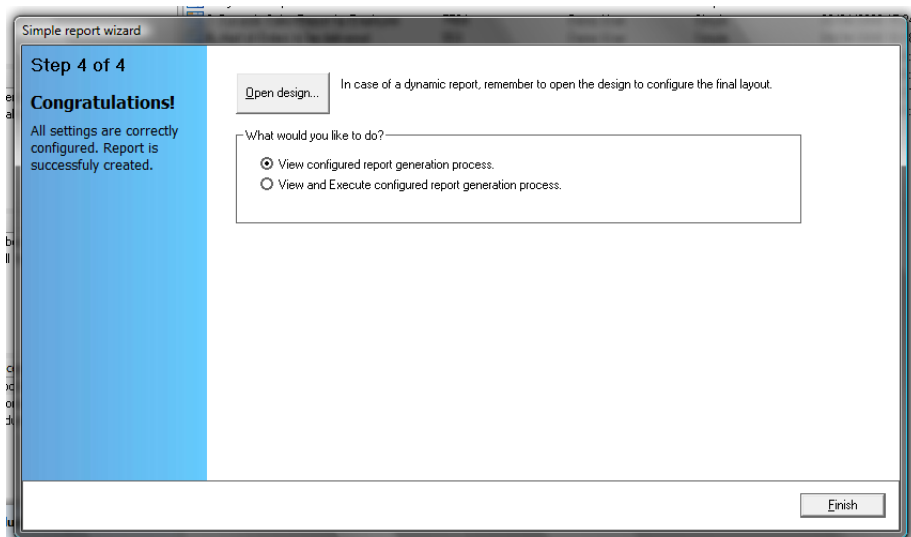 Simple report wizard
Step 4 of 4
Congratulations!
All settings are correctly
configured. Report is
successfuly created.
Open design...
In case of a dynamic report, remember to open the design to configure the final layout.
What would you like to do?
View configured report generation process.
View and Execute configured report generation process.
Finish